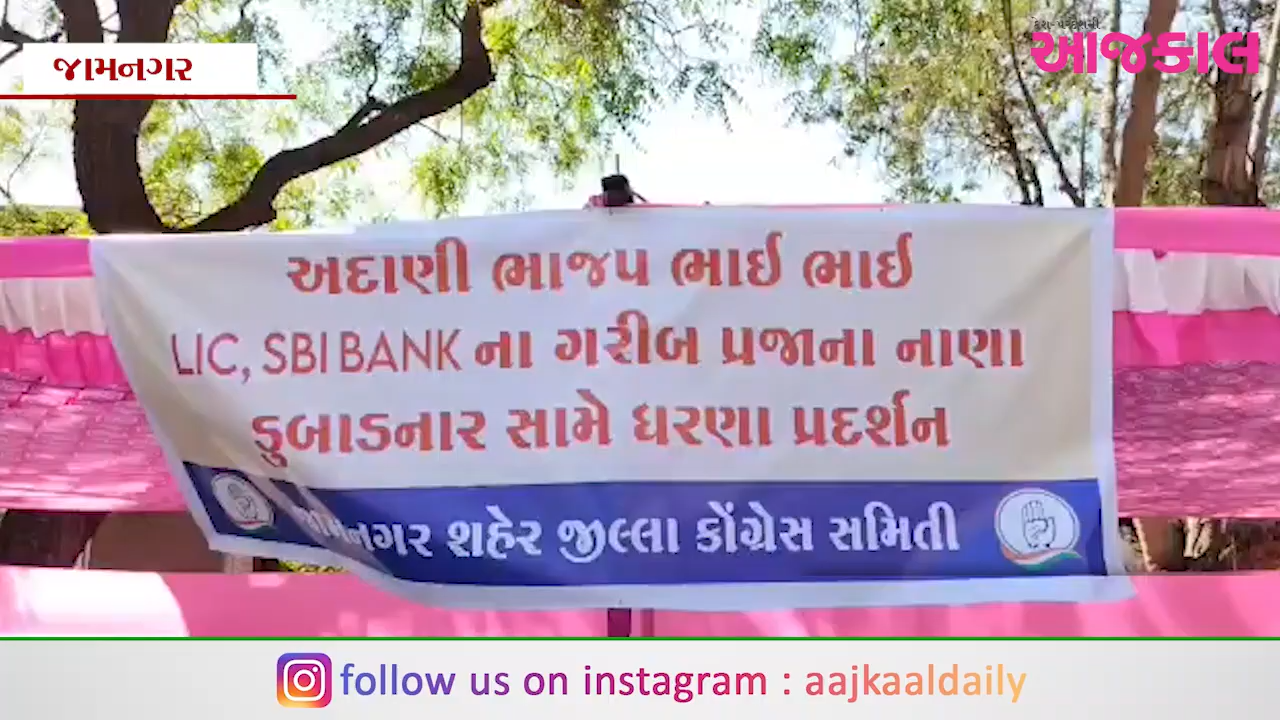 જામનગર
આજકાલ
અદાણી ભાજપ ભાઈ ભાઈ
LIC, SBI BANK ના ગરીબ પ્રજાના નાણા
ડુબાડનાર સામે ધરણા પ્રદર્શન
જામનગર શહેર જીલ્લા કોંગ્રેસ સમિતી
follow us on instagram : aajkaaldaily